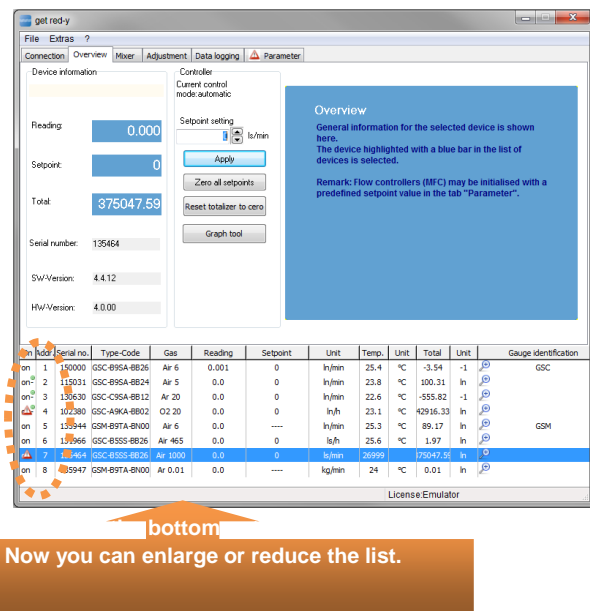 get red-y
File Extras ?
Connection Overview Mixer Adjustment Data logging Parameter
Device information
Reading: 0.000
Setpoint: 0
Total: 375047.59
Serial number: 135464
SW-Version: 4.4.12
HW-Version: 4.0.00
Controller
Current control
mode:automatic
Setpoint setting
ls/min
Apply
Zero all setpoints
Reset totalizer to cero
Graph tool
Overview
General information for the selected device is shown
here.
The device highlighted with a blue bar in the list of
devices is selected.
Remark: Flow controllers (MFC) may be initialised with a
predefined setpoint value in the tab "Parameter".
Addr. Serial no. Type-Code Gas Reading Setpoint Unit Temp. Unit Total Unit Gauge identification
on 1 150000 GSC-B9SA-BB26 Air 6 0.001 0 ln/min 25.4 °C -3.54 -1 GSC
on 2 115031 GSC-B9SA-BB24 Air 5 0.0 0 ln/min 23.8 °C 100.31 ln
on 3 130630 GSC-C9SA-BB12 Ar 20 0.0 0 ln/min 22.6 °C -555.82 -1
4 102380 GSC-A9KA-BB02 O2 20 0.0 0 ln/h 23.1 °C 42916.33 ln
on 5 944 GSM-B9TA-BN00 Air 6 0.0 ---- ln/min 25.3 °C 89.17 ln GSM
on 6 966 GSC-B5SS-BB26 Air 465 0.0 0 ls/h 25.6 °C 1.97 ln
7 464 GSC-B5SS-BB26 Air 1000 0.0 0 ls/min 26999 °C 375047.59 ln
on 8 5947 GSM-B9TA-BN00 Ar 0.01 0.0 ---- kg/min 24 °C 0.01 ln
License:Emulator
bottom
Now you can enlarge or reduce the list.